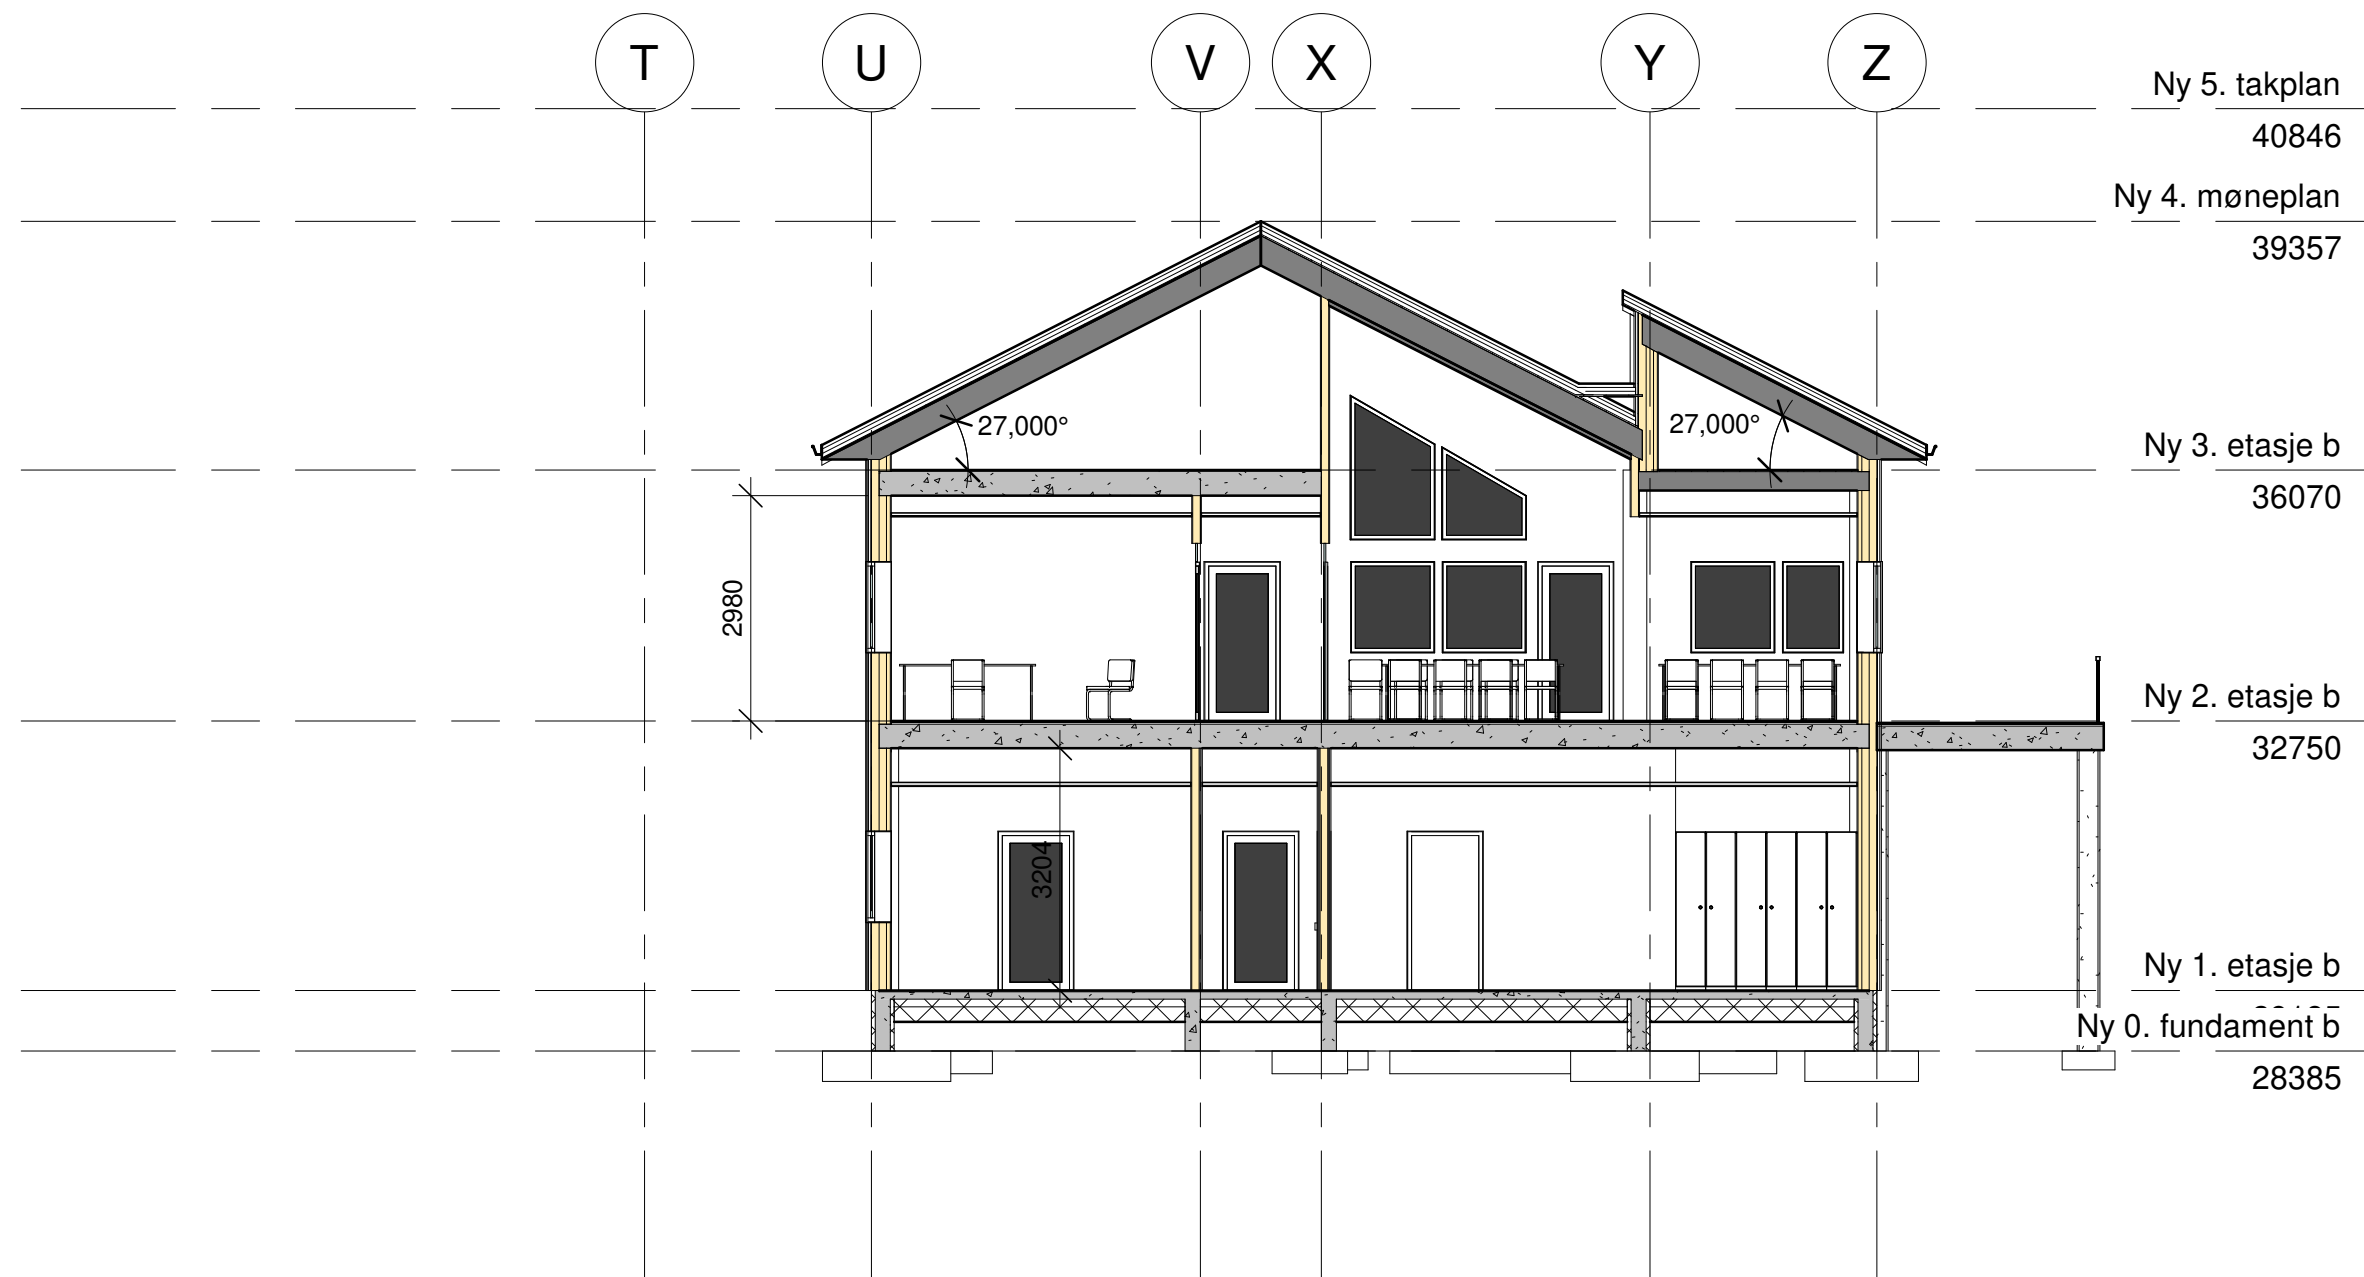 T U V X Y Z
Ny 5. takplan
40846
Ny 4. møneplan
39357
27,000° 27,000°
Ny 3. etasje b
36070
2980
Ny 2. etasje b
32750
3204
Ny 1. etasje b
Ny 0. fundament b
28385